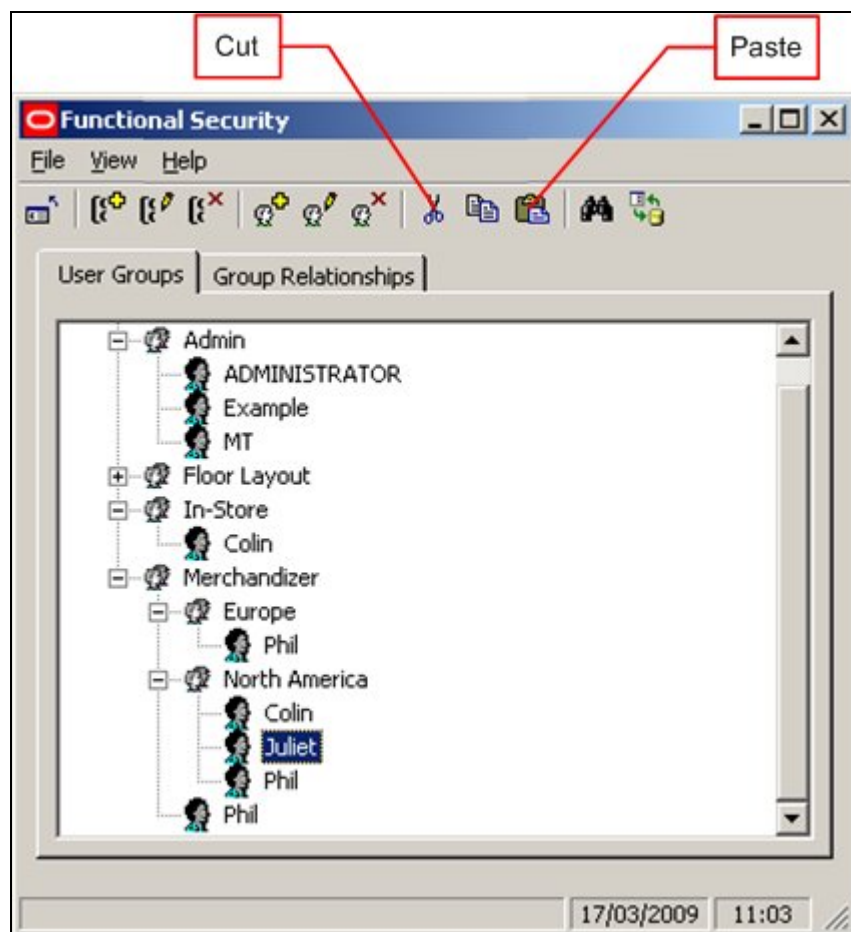 Cut Paste
Functional Security
File View Help
User Groups Group Relationships
Admin
ADMINISTRATOR
Example
MT
Floor Layout
In-Store
Colin
Merchandizer
Europe
Phil
North America
Colin
Juliet
Phil
Phil
17/03/2009 11:03